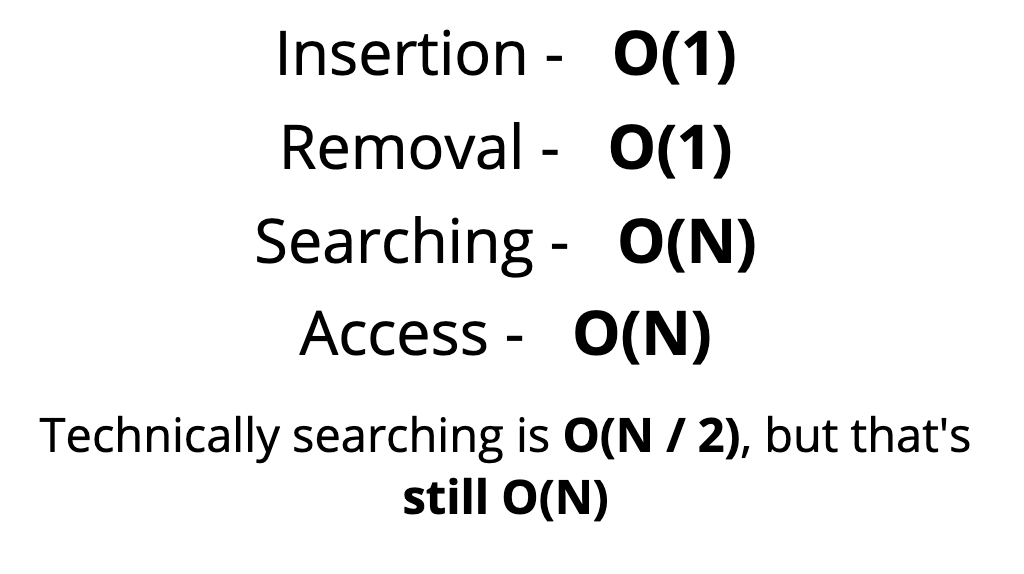 Insertion - O(1)
Removal - O(1)
Searching - O(N)
Access - O(N)
Technically searching is O(N / 2), but that's
still O(N)